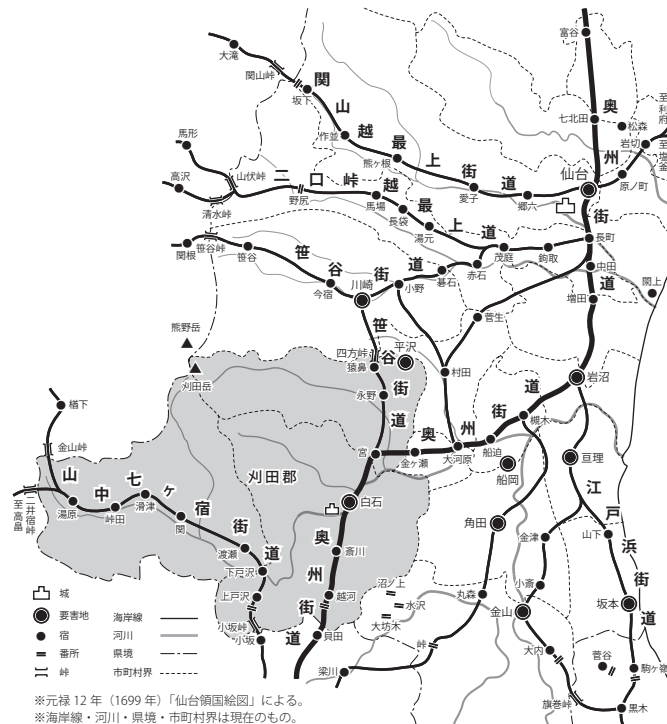 大滝
関山峠
坂下
関山越最上街道
作並
熊ヶ根
愛子
郷六
富谷
奥州街道
七北田
松森
岩切
至利府
至塩釜
仙台
原ノ町
馬形
高沢
山伏峠
清水峠
二口峠越最上道
野尻
馬場
長袋
湯元
茂庭
鉤取
長町
中田
閖上
増田
関根
笹谷峠
笹谷
笹谷街道
今宿
川崎
小野
碁石
赤石
菅生
熊野岳
刈田岳
笹谷街道
四方峠
猿鼻
平沢
永野
村田
岩沼
奥州街道
槻木
宮
金ヶ瀬
大河原
船迫
船岡
亘理
楢下
金山峠
二井宿峠
至高畠
山中七ヶ宿街道
湯原
峠田
滑津
関
渡瀬
下戸沢
上戸沢
小坂峠
小坂
刈田郡
白石
奥州街道
斎川
越河
貝田
角田
江戸浜街道
金津
山下
小斎
沼ノ上
水沢
大坊木
丸森
金山
坂本
峠
梁川
大内
菅谷
旗巻峠
駒ヶ嶺
黒木
城
要害地
宿
番所
峠
海岸線
河川
県境
市町村界
※元禄12年（1699年）「仙台領国絵図」による。
※海岸線・河川・県境・市町村界は現在のもの。